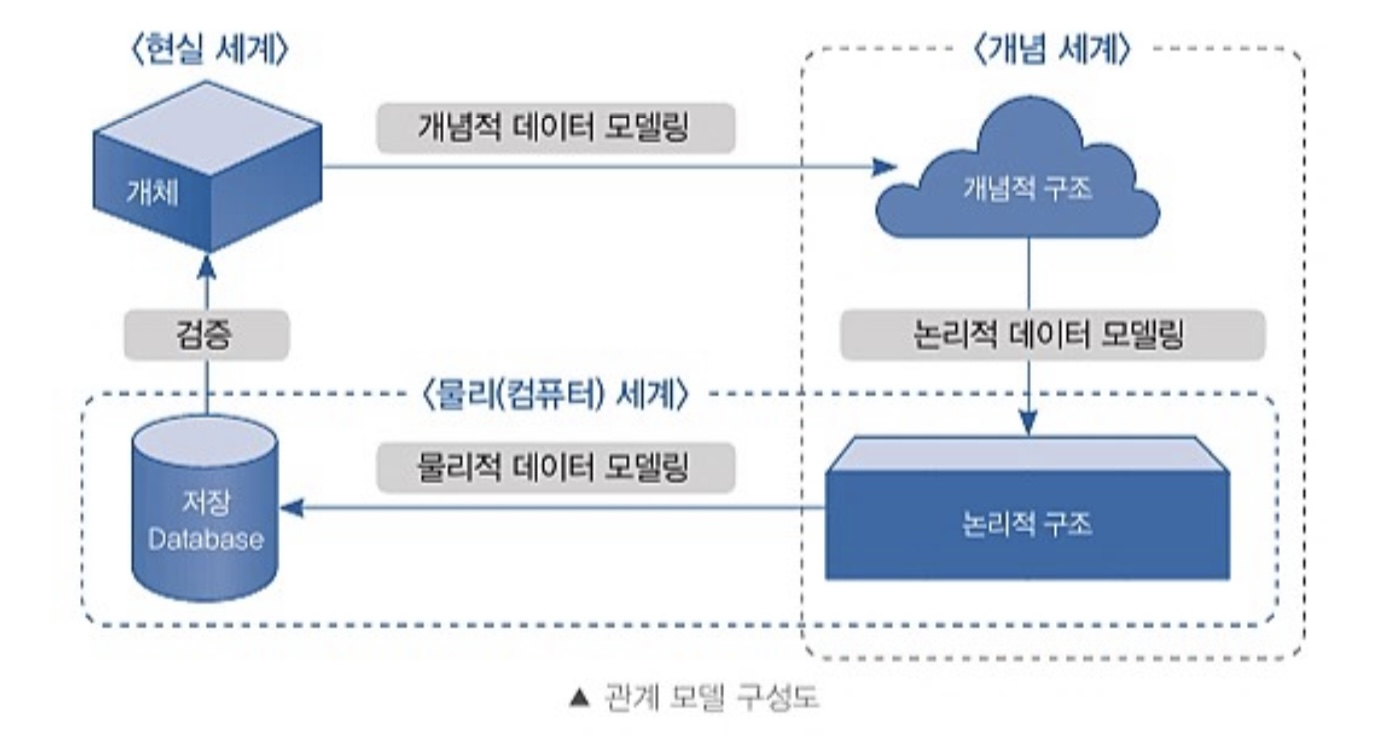 〈현실 세계〉
〈개념 세계〉
개념적 데이터 모델링
개체
개념적 구조
검증
논리적 데이터 모델링
〈물리(컴퓨터) 세계〉
물리적 데이터 모델링
저장
Database
논리적 구조
▲ 관계 모델 구성도